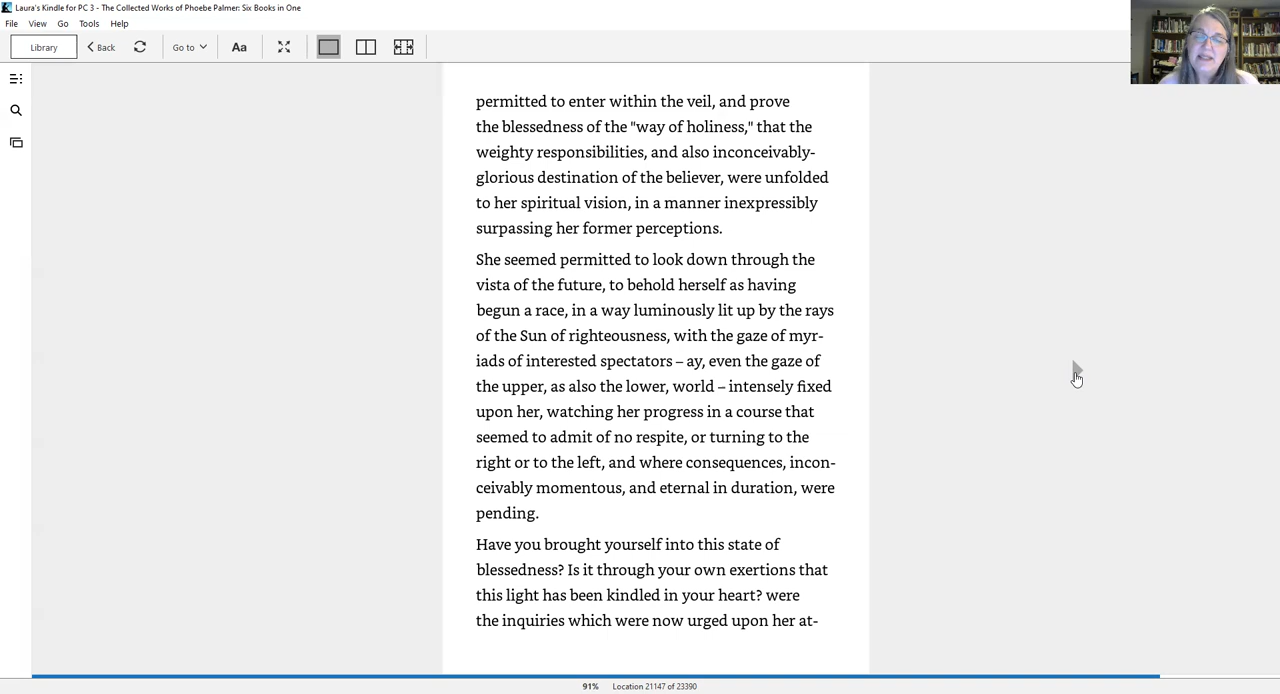 Laura's Kindle for PC 3 - The Collected Works of Phoebe Palmer: Six Books in One
File View Go Tools Help
Library
Back
Go to
Aa
permitted to enter within the veil, and prove
the blessedness of the "way of holiness," that the
weighty responsibilities, and also inconceivably-
glorious destination of the believer, were unfolded
to her spiritual vision, in a manner inexpressibly
surpassing her former perceptions.
She seemed permitted to look down through the
vista of the future, to behold herself as having
begun a race, in a way luminously lit up by the rays
of the Sun of righteousness, with the gaze of myr-
iads of interested spectators – ay, even the gaze of
the upper, as also the lower, world – intensely fixed
upon her, watching her progress in a course that
seemed to admit of no respite, or turning to the
right or to the left, and where consequences, incon-
ceivably momentous, and eternal in duration, were
pending.
Have you brought yourself into this state of
blessedness? Is it through your own exertions that
this light has been kindled in your heart? were
the inquiries which were now urged upon her at-
91% Location 21147 of 23390